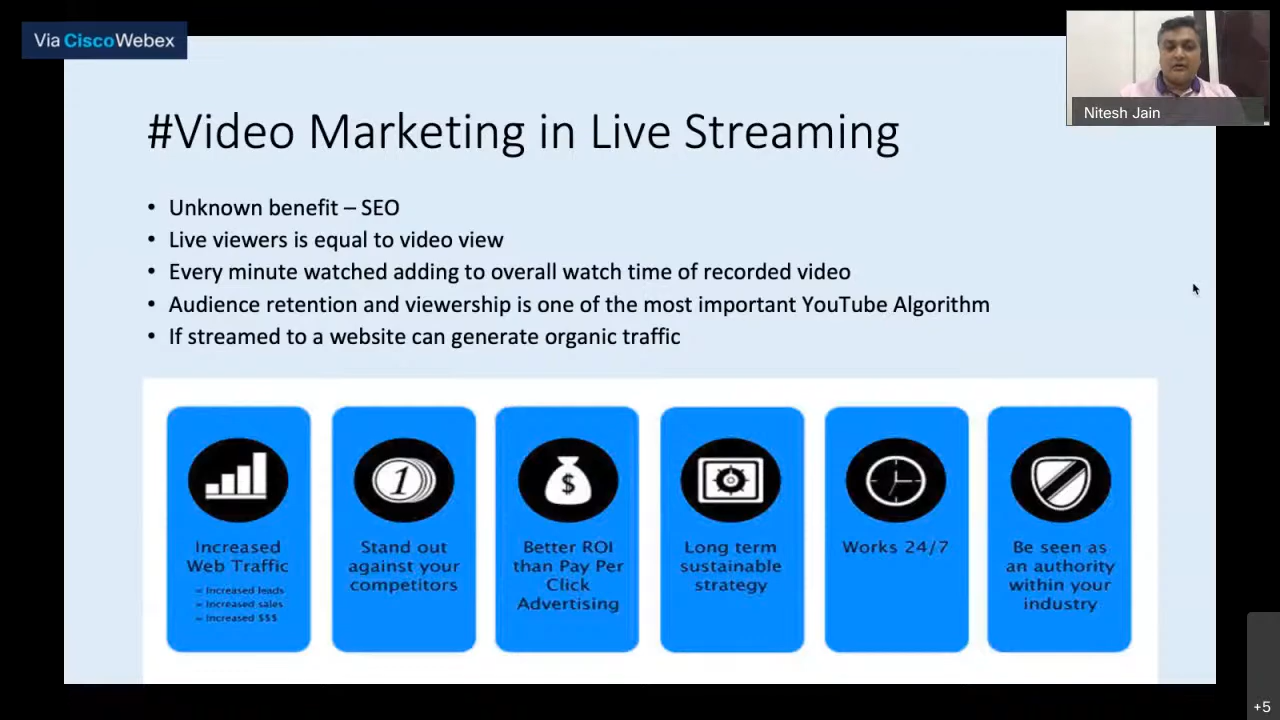 Via CiscoWebex
Nitesh Jain
#Video Marketing in Live Streaming
• Unknown benefit – SEO
• Live viewers is equal to video view
• Every minute watched adding to overall watch time of recorded video
• Audience retention and viewership is one of the most important YouTube Algorithm
• If streamed to a website can generate organic traffic
Increased
Web Traffic
= Increased leads
= Increased sales
= Increased $$$
1
Stand out
against your
competitors
$
Better ROI
than Pay Per
Click
Advertising
Long term
sustainable
strategy
Works 24/7
Be seen as
an authority
within your
industry
+5